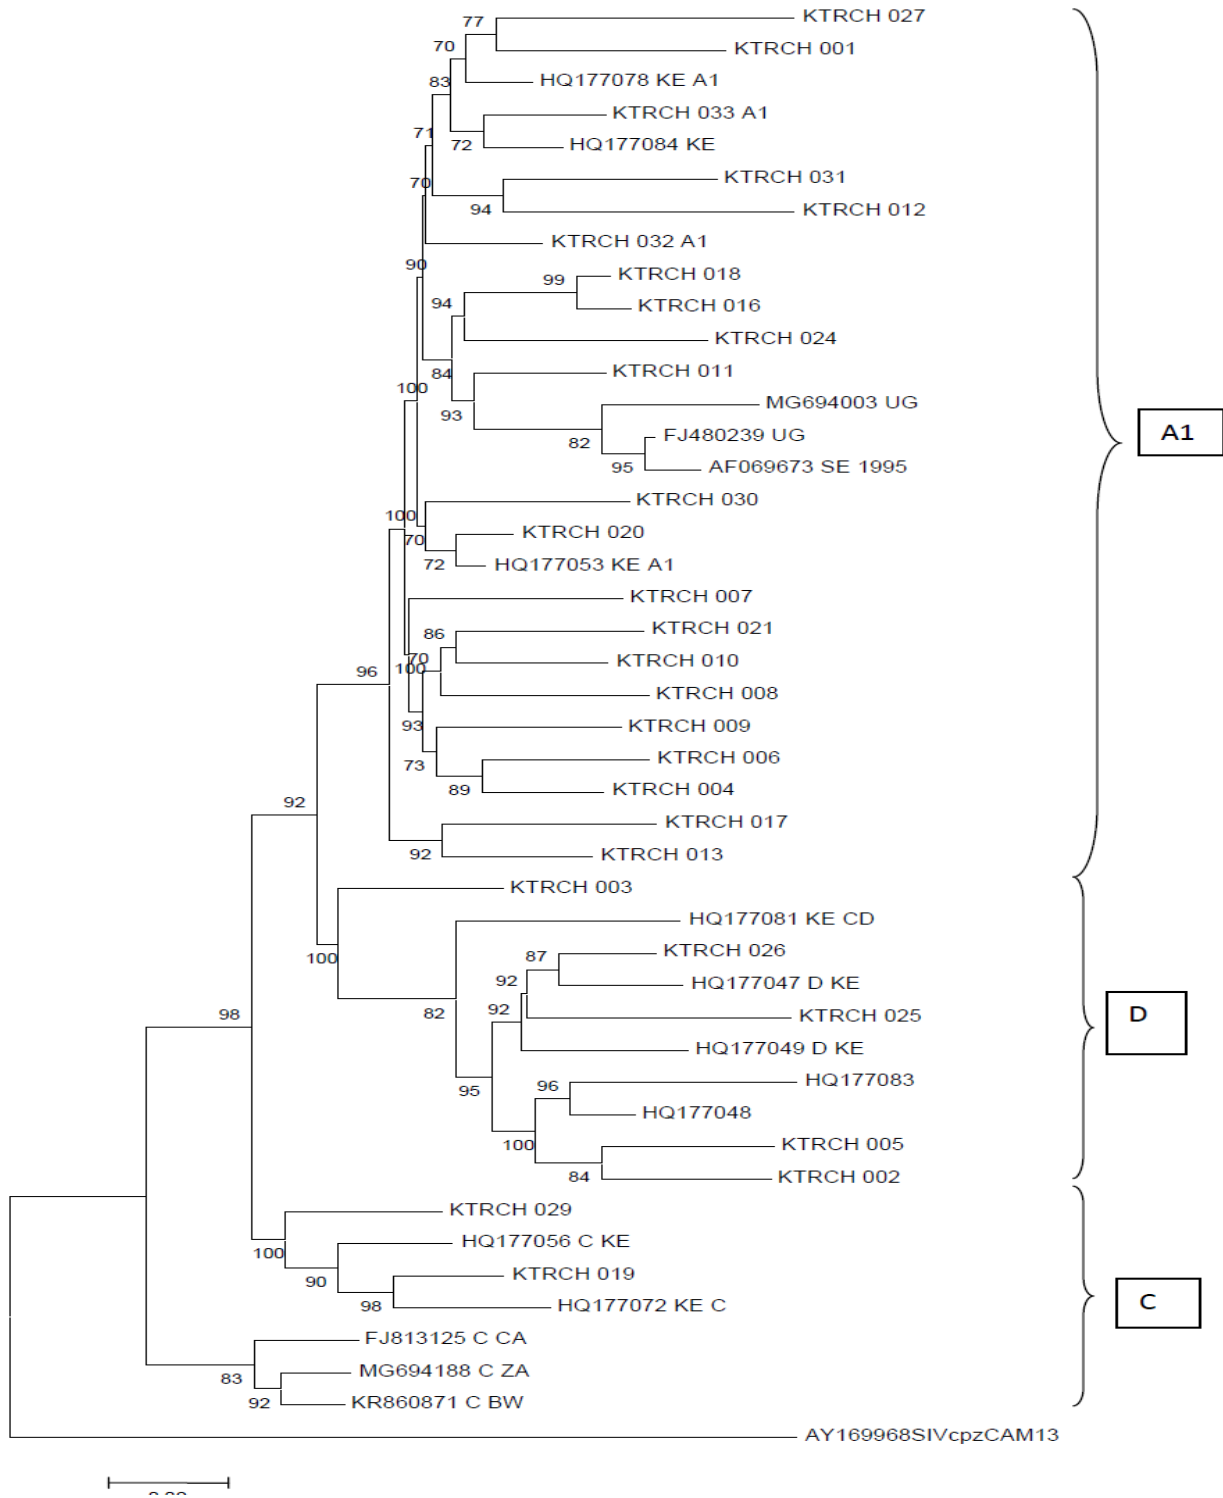 KTRCH 027
77
KTRCH 001
70
HQ177078 KE A1
83
KTRCH 033 A1
71
72
HQ177084 KE
KTRCH 031
70
94
KTRCH 012
KTRCH 032 A1
90
KTRCH 018
99
94
KTRCH 016
KTRCH 024
84
KTRCH 011
100
93
MG694003 UG
A1
82
FJ480239 UG
95
AF069673 SE 1995
KTRCH 030
100
70
KTRCH 020
72
HQ177053 KE A1
KTRCH 007
86
KTRCH 021
70
100
KTRCH 010
96
KTRCH 008
93
KTRCH 009
73
KTRCH 006
89
KTRCH 004
92
KTRCH 017
92
KTRCH 013
KTRCH 003
HQ177081 KE CD
100
87
KTRCH 026
92
HQ177047 D KE
98
82
92
KTRCH 025
D
HQ177049 D KE
95
96
HQ177083
HQ177048
100
KTRCH 005
84
KTRCH 002
KTRCH 029
100
HQ177056 C KE
90
KTRCH 019
98
HQ177072 KE C
C
FJ813125 C CA
83
MG694188 C ZA
92
KR860871 C BW
AY169968SIVcpzCAM13